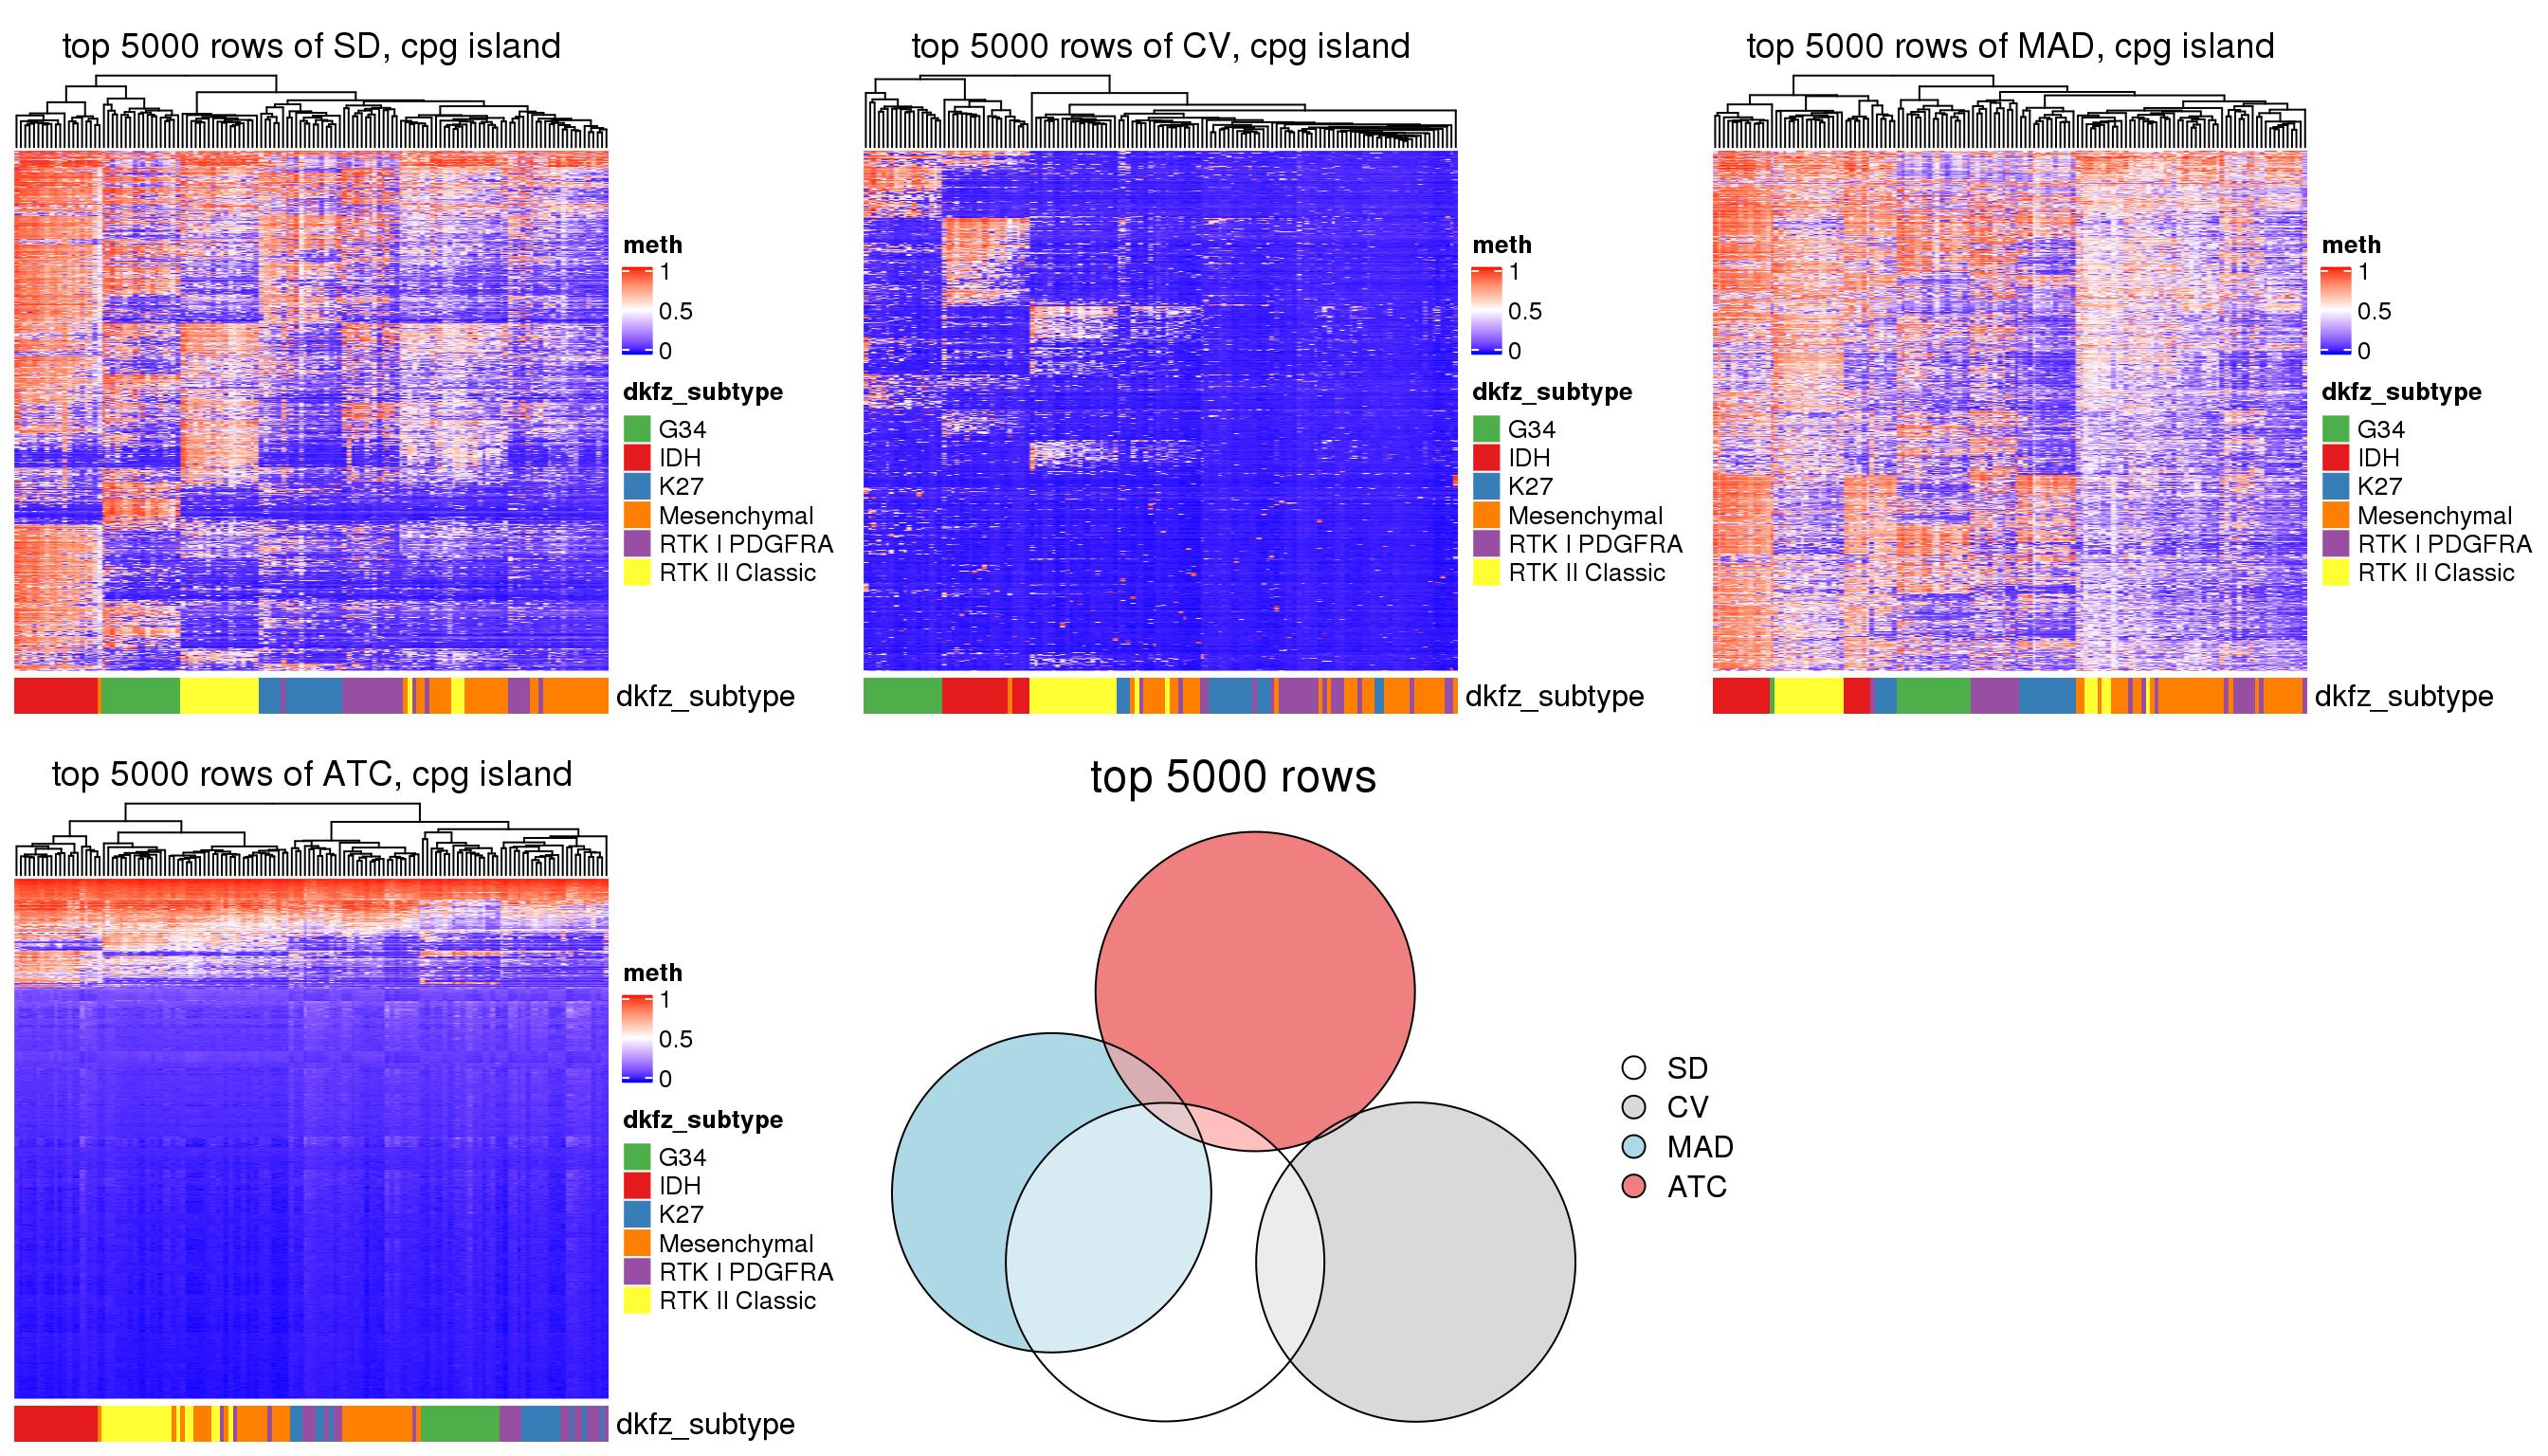 top 5000 rows of SD, cpg island
meth
1
0.5
0
dkfz_subtype
G34
IDH
K27
Mesenchymal
RTK I PDGFRA
RTK II Classic
dkfz_subtype
top 5000 rows of CV, cpg island
meth
1
0.5
0
dkfz_subtype
G34
IDH
K27
Mesenchymal
RTK I PDGFRA
RTK II Classic
dkfz_subtype
top 5000 rows of MAD, cpg island
meth
1
0.5
0
dkfz_subtype
G34
IDH
K27
Mesenchymal
RTK I PDGFRA
RTK II Classic
dkfz_subtype
top 5000 rows of ATC, cpg island
meth
1
0.5
0
dkfz_subtype
G34
IDH
K27
Mesenchymal
RTK I PDGFRA
RTK II Classic
dkfz_subtype
top 5000 rows
SD
CV
MAD
ATC